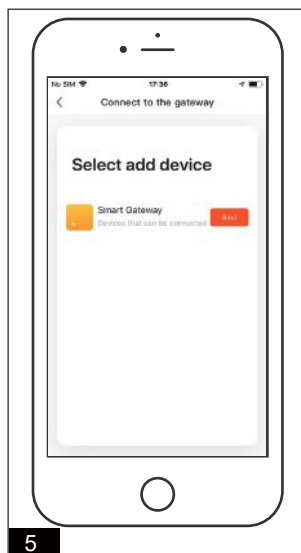 No SIM 17:36
Connect to the gateway
Select add device
Smart Gateway
Devices that can be connected
Bind
5